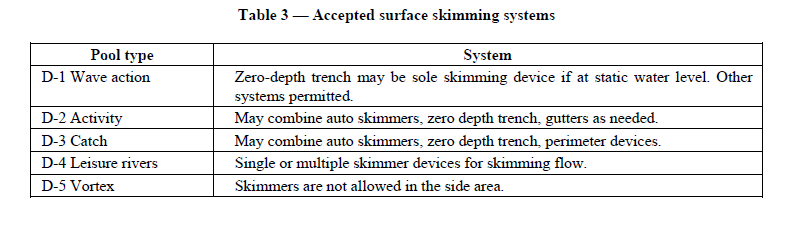 Table 3 — Accepted surface skimming systems
Pool type System
D-1 Wave action Zero-depth trench may be sole skimming device if at static water level. Other
systems permitted.
D-2 Activity May combine auto skimmers, zero depth trench, gutters as needed.
D-3 Catch May combine auto skimmers, zero depth trench, perimeter devices.
D-4 Leisure rivers Single or multiple skimmer devices for skimming flow.
D-5 Vortex Skimmers are not allowed in the side area.